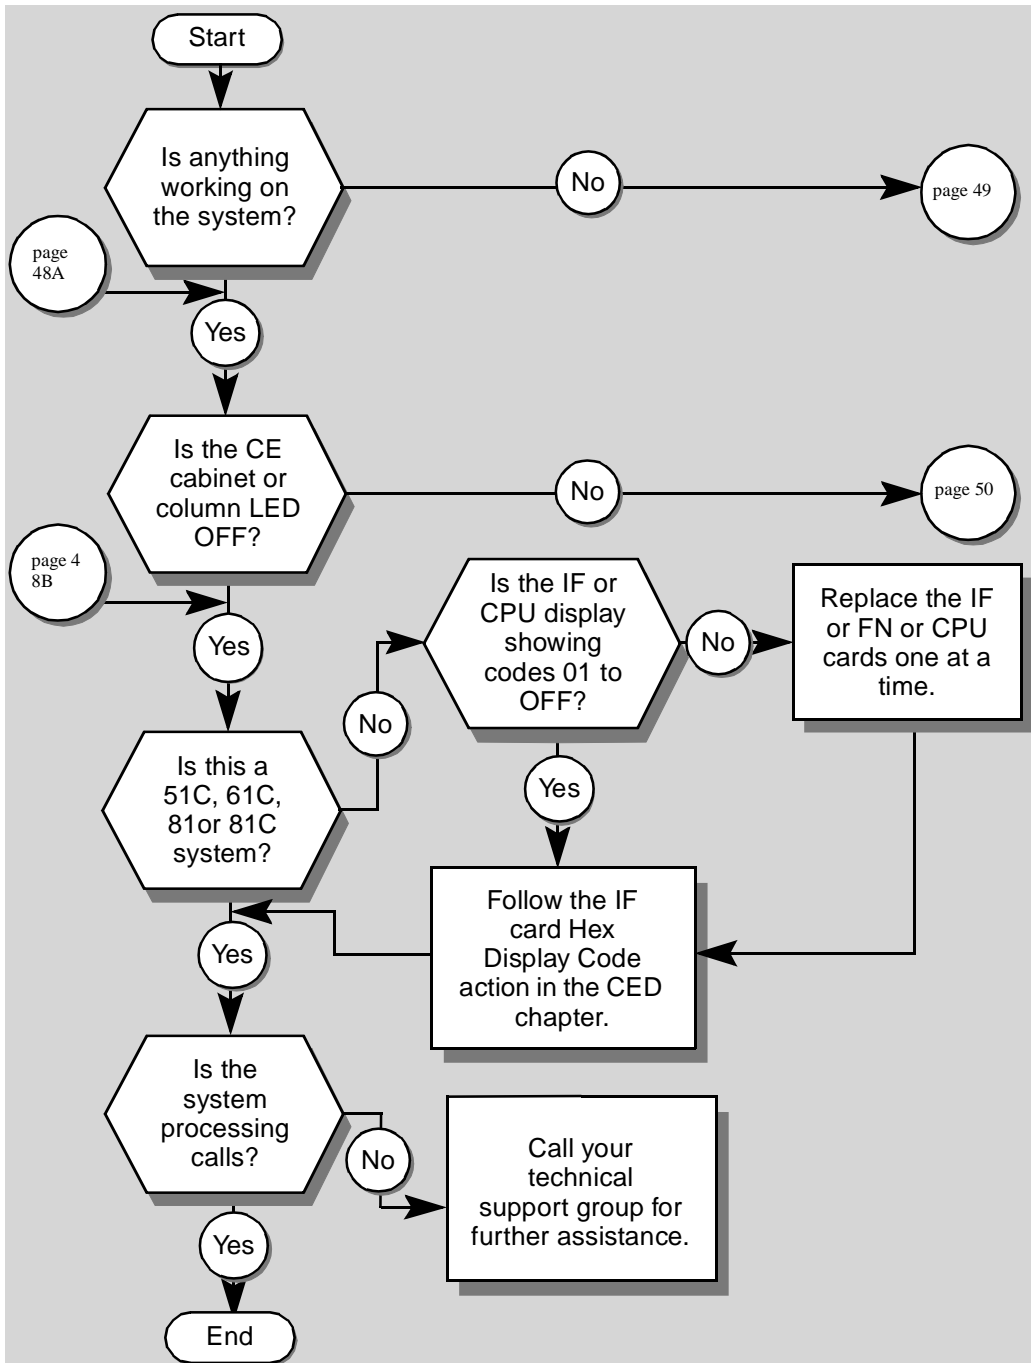 Start
Is anything
working on
the system?
No
page 49
page
48A
Yes
Is the CE
cabinet or
column LED
OFF?
No
page 50
page 4
8B
Yes
Is the IF or
CPU display
showing
codes 01 to
OFF?
No
Replace the IF
or FN or CPU
cards one at a
time.
No
Yes
Is this a
51C, 61C,
81or 81C
system?
Follow the IF
card Hex
Display Code
action in the CED
chapter.
Yes
Is the
system
processing
calls?
No
Call your
technical
support group for
further assistance.
Yes
End